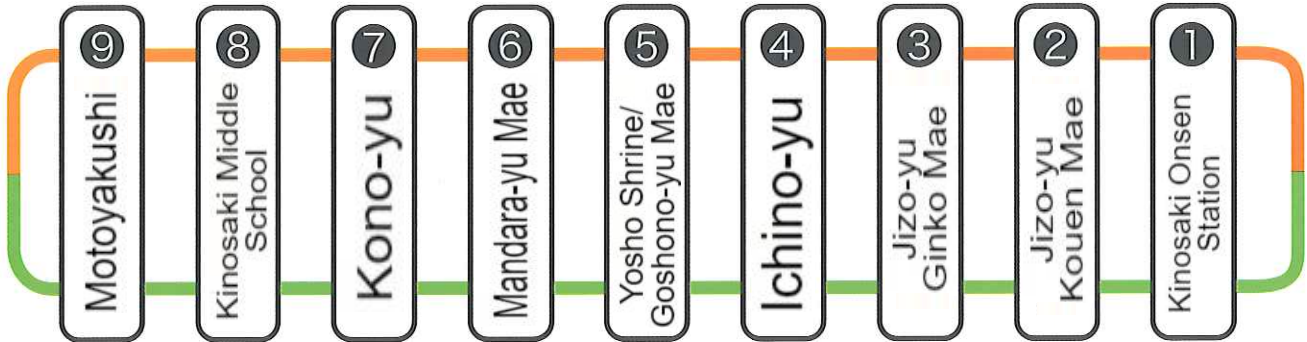 ⑨
Motoyakushi
⑧
Kinosaki Middle
School
⑦
Kono-yu
⑥
Mandara-yu Mae
⑤
Yosho Shrine/
Goshono-yu Mae
④
Ichino-yu
③
Jizo-yu
Ginko Mae
②
Jizo-yu
Kouen Mae
①
Kinosaki Onsen
Station